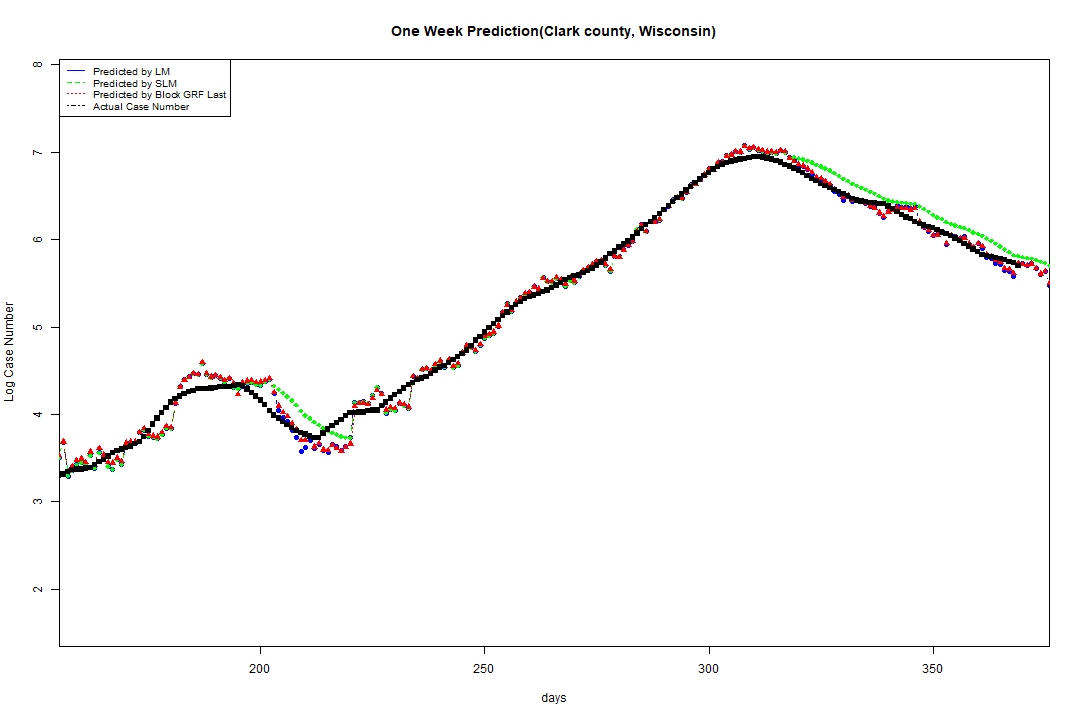 One Week Prediction(Clark county, Wisconsin)
Predicted by LM
Predicted by SLM
Predicted by Block GRF Last
Actual Case Number
Log Case Number
8
7
6
5
4
3
2
200 250 300 350
days